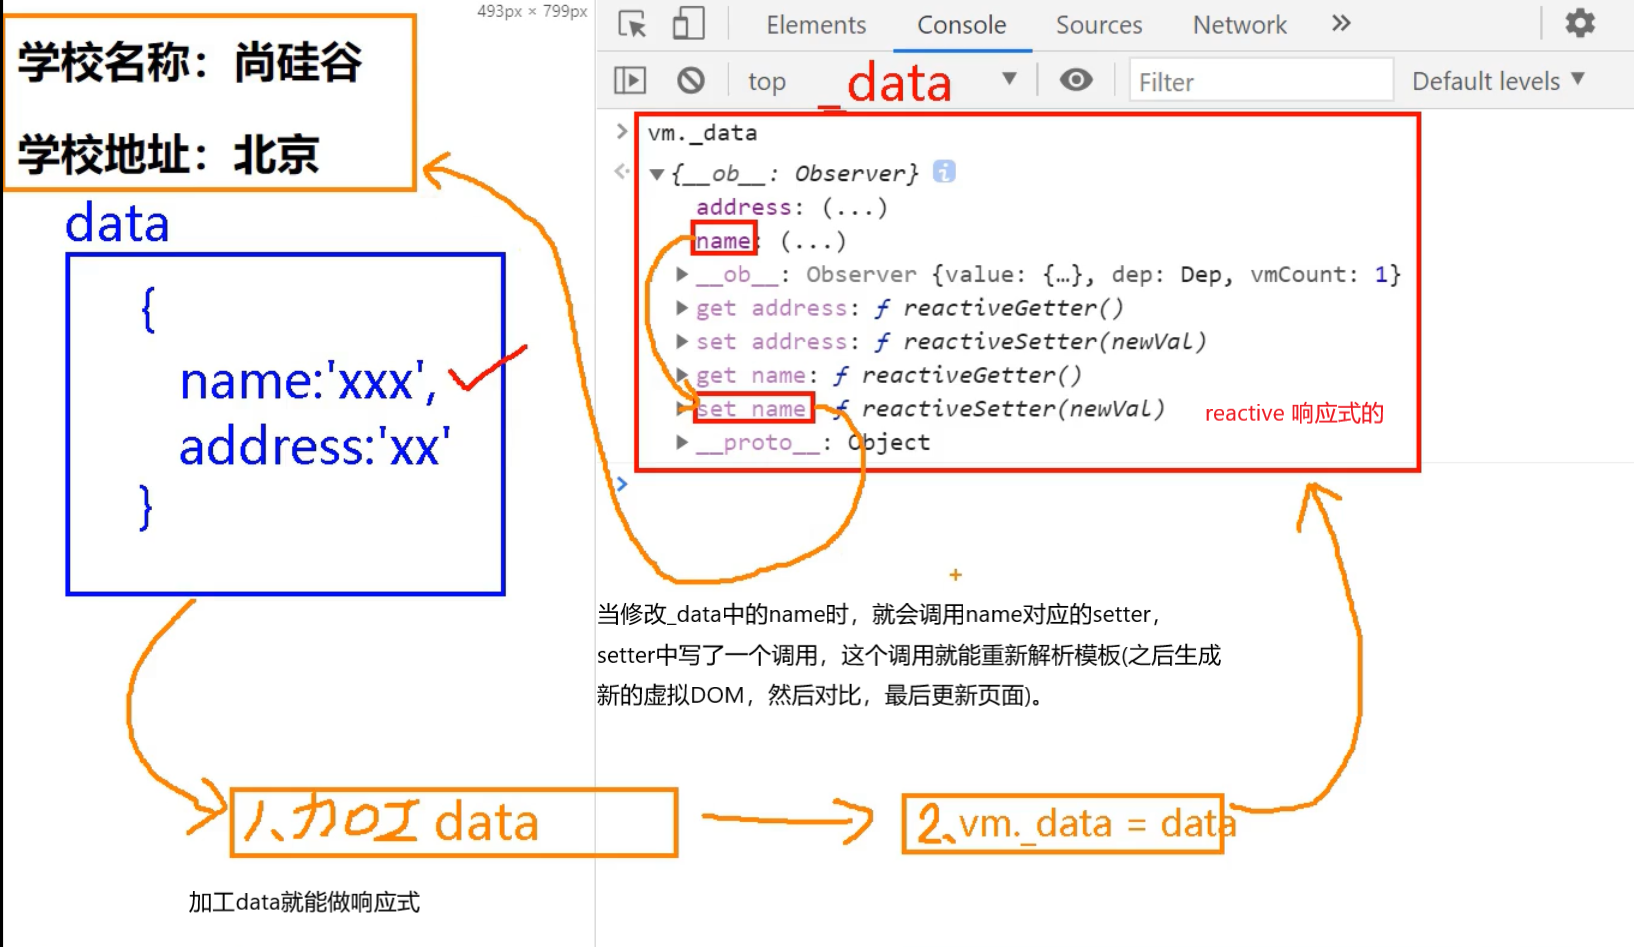 493px × 799px
学校名称：尚硅谷
学校地址：北京
data
{
name:'xxx',
address:'xx'
}
Elements Console Sources Network »
top _data Filter Default levels ▼
vm._data
{__ob__: Observer} i
address: (...)
name: (...)
__ob__: Observer {value: {…}, dep: Dep, vmCount: 1}
get address: ƒ reactiveGetter()
set address: ƒ reactiveSetter(newVal)
get name: ƒ reactiveGetter()
set name: ƒ reactiveSetter(newVal)
reactive 响应式的
__proto__: Object
当修改_data中的name时，就会调用name对应的setter，
setter中写了一个调用，这个调用就能重新解析模板(之后生成
新的虚拟DOM，然后对比，最后更新页面)。
1、加工 data
2、vm._data = data
加工data就能做响应式